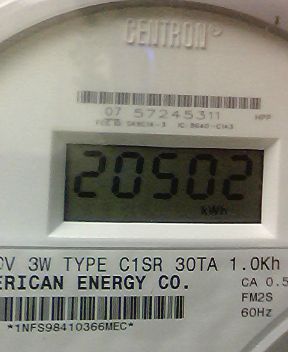 CENTRON®
07 57245311 HPP
20502
kWh
CV 3W TYPE C1SR 30TA 1.0Kh
ERICAN ENERGY CO. CA 0.5
FM2S
*1NFS98410366MEC* 60Hz